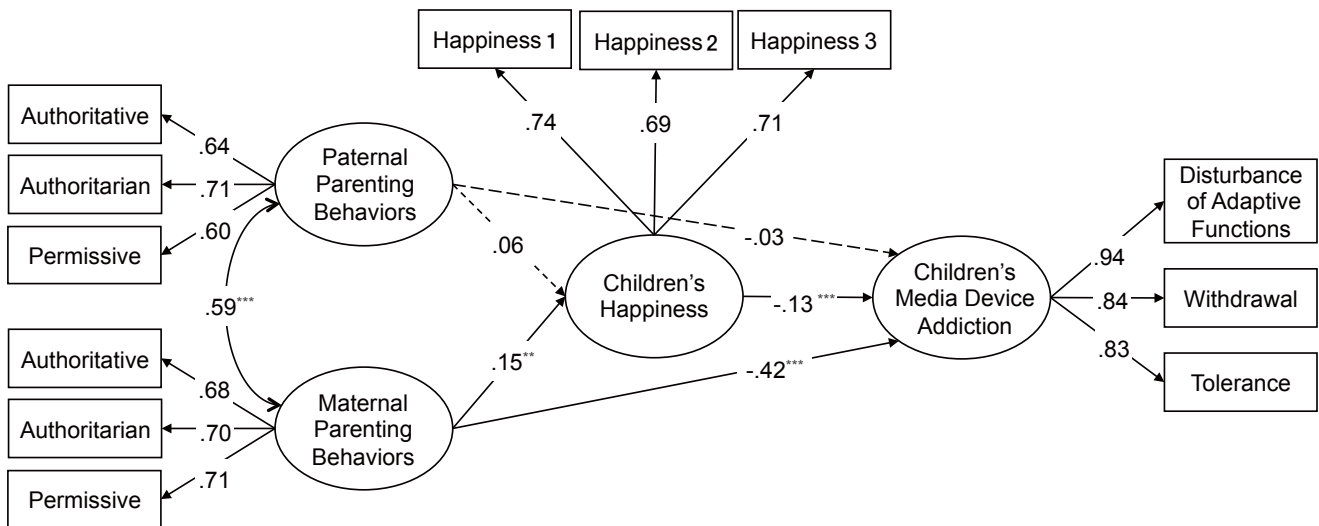 Happiness 1
Happiness 2
Happiness 3
Authoritative
Authoritarian
Permissive
.64
.71
.60
Paternal
Parenting
Behaviors
.74
.69
.71
.06
-.03
.59***
Children's
Happiness
-.13 ***
Children's
Media Device
Addiction
.94
.84
.83
Disturbance
of Adaptive
Functions
Withdrawal
Tolerance
Authoritative
Authoritarian
Permissive
.68
.70
.71
Maternal
Parenting
Behaviors
.15**
-.42***